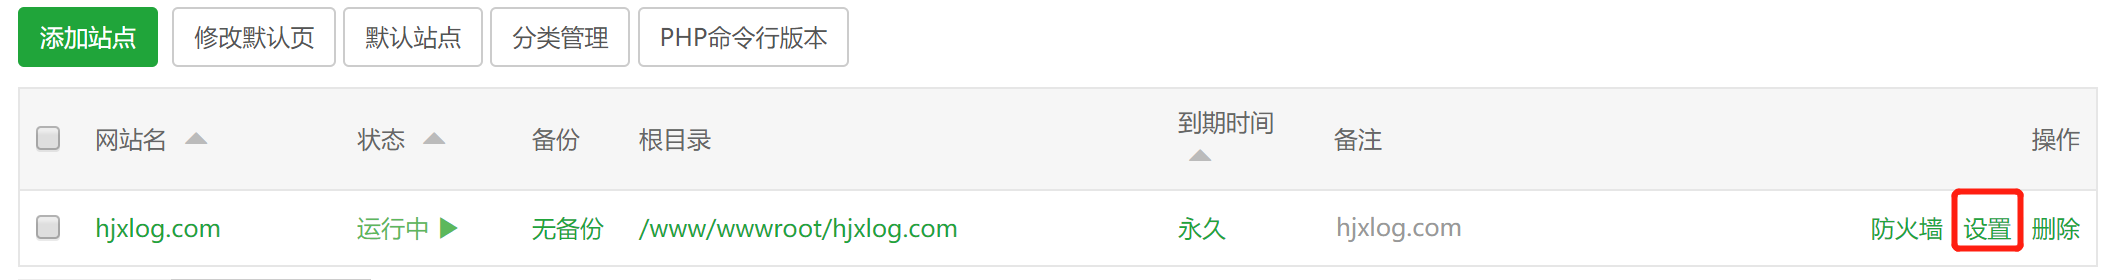 添加站点 修改默认页 默认站点 分类管理 PHP命令行版本
网站名 状态 备份 根目录 到期时间 备注 操作
hjxlog.com 运行中 无备份 /www/wwwroot/hjxlog.com 永久 hjxlog.com 防火墙 设置 删除